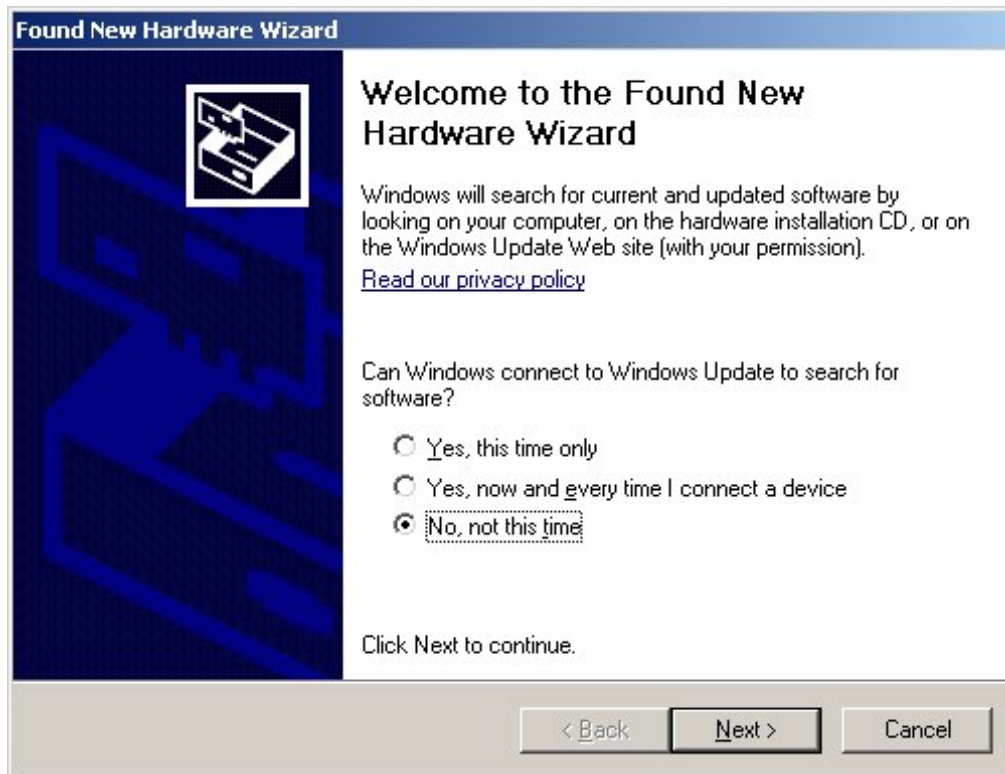 Found New Hardware Wizard
Welcome to the Found New
Hardware Wizard
Windows will search for current and updated software by
looking on your computer, on the hardware installation CD, or on
the Windows Update Web site (with your permission).
Read our privacy policy
Can Windows connect to Windows Update to search for
software?
Yes, this time only
Yes, now and every time I connect a device
No, not this time
Click Next to continue.
< Back Next > Cancel